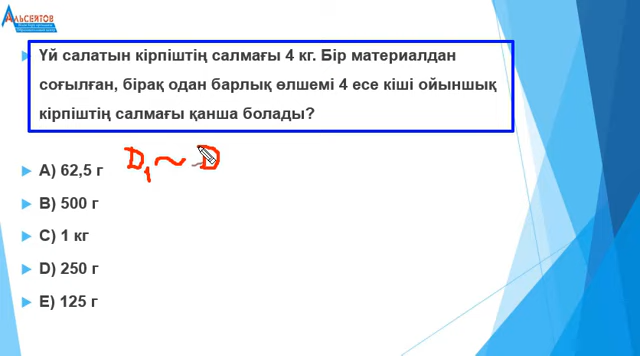 АЛЬСЕИТОВ
Үй салатын кірпіштің салмағы 4 кг. Бір материалдан
соғылған, бірақ одан барлық өлшемі 4 есе кіші ойыншық
кірпіштің салмағы қанша болады?
D₁ ~ D
A) 62,5 г
B) 500 г
C) 1 кг
D) 250 г
E) 125 г